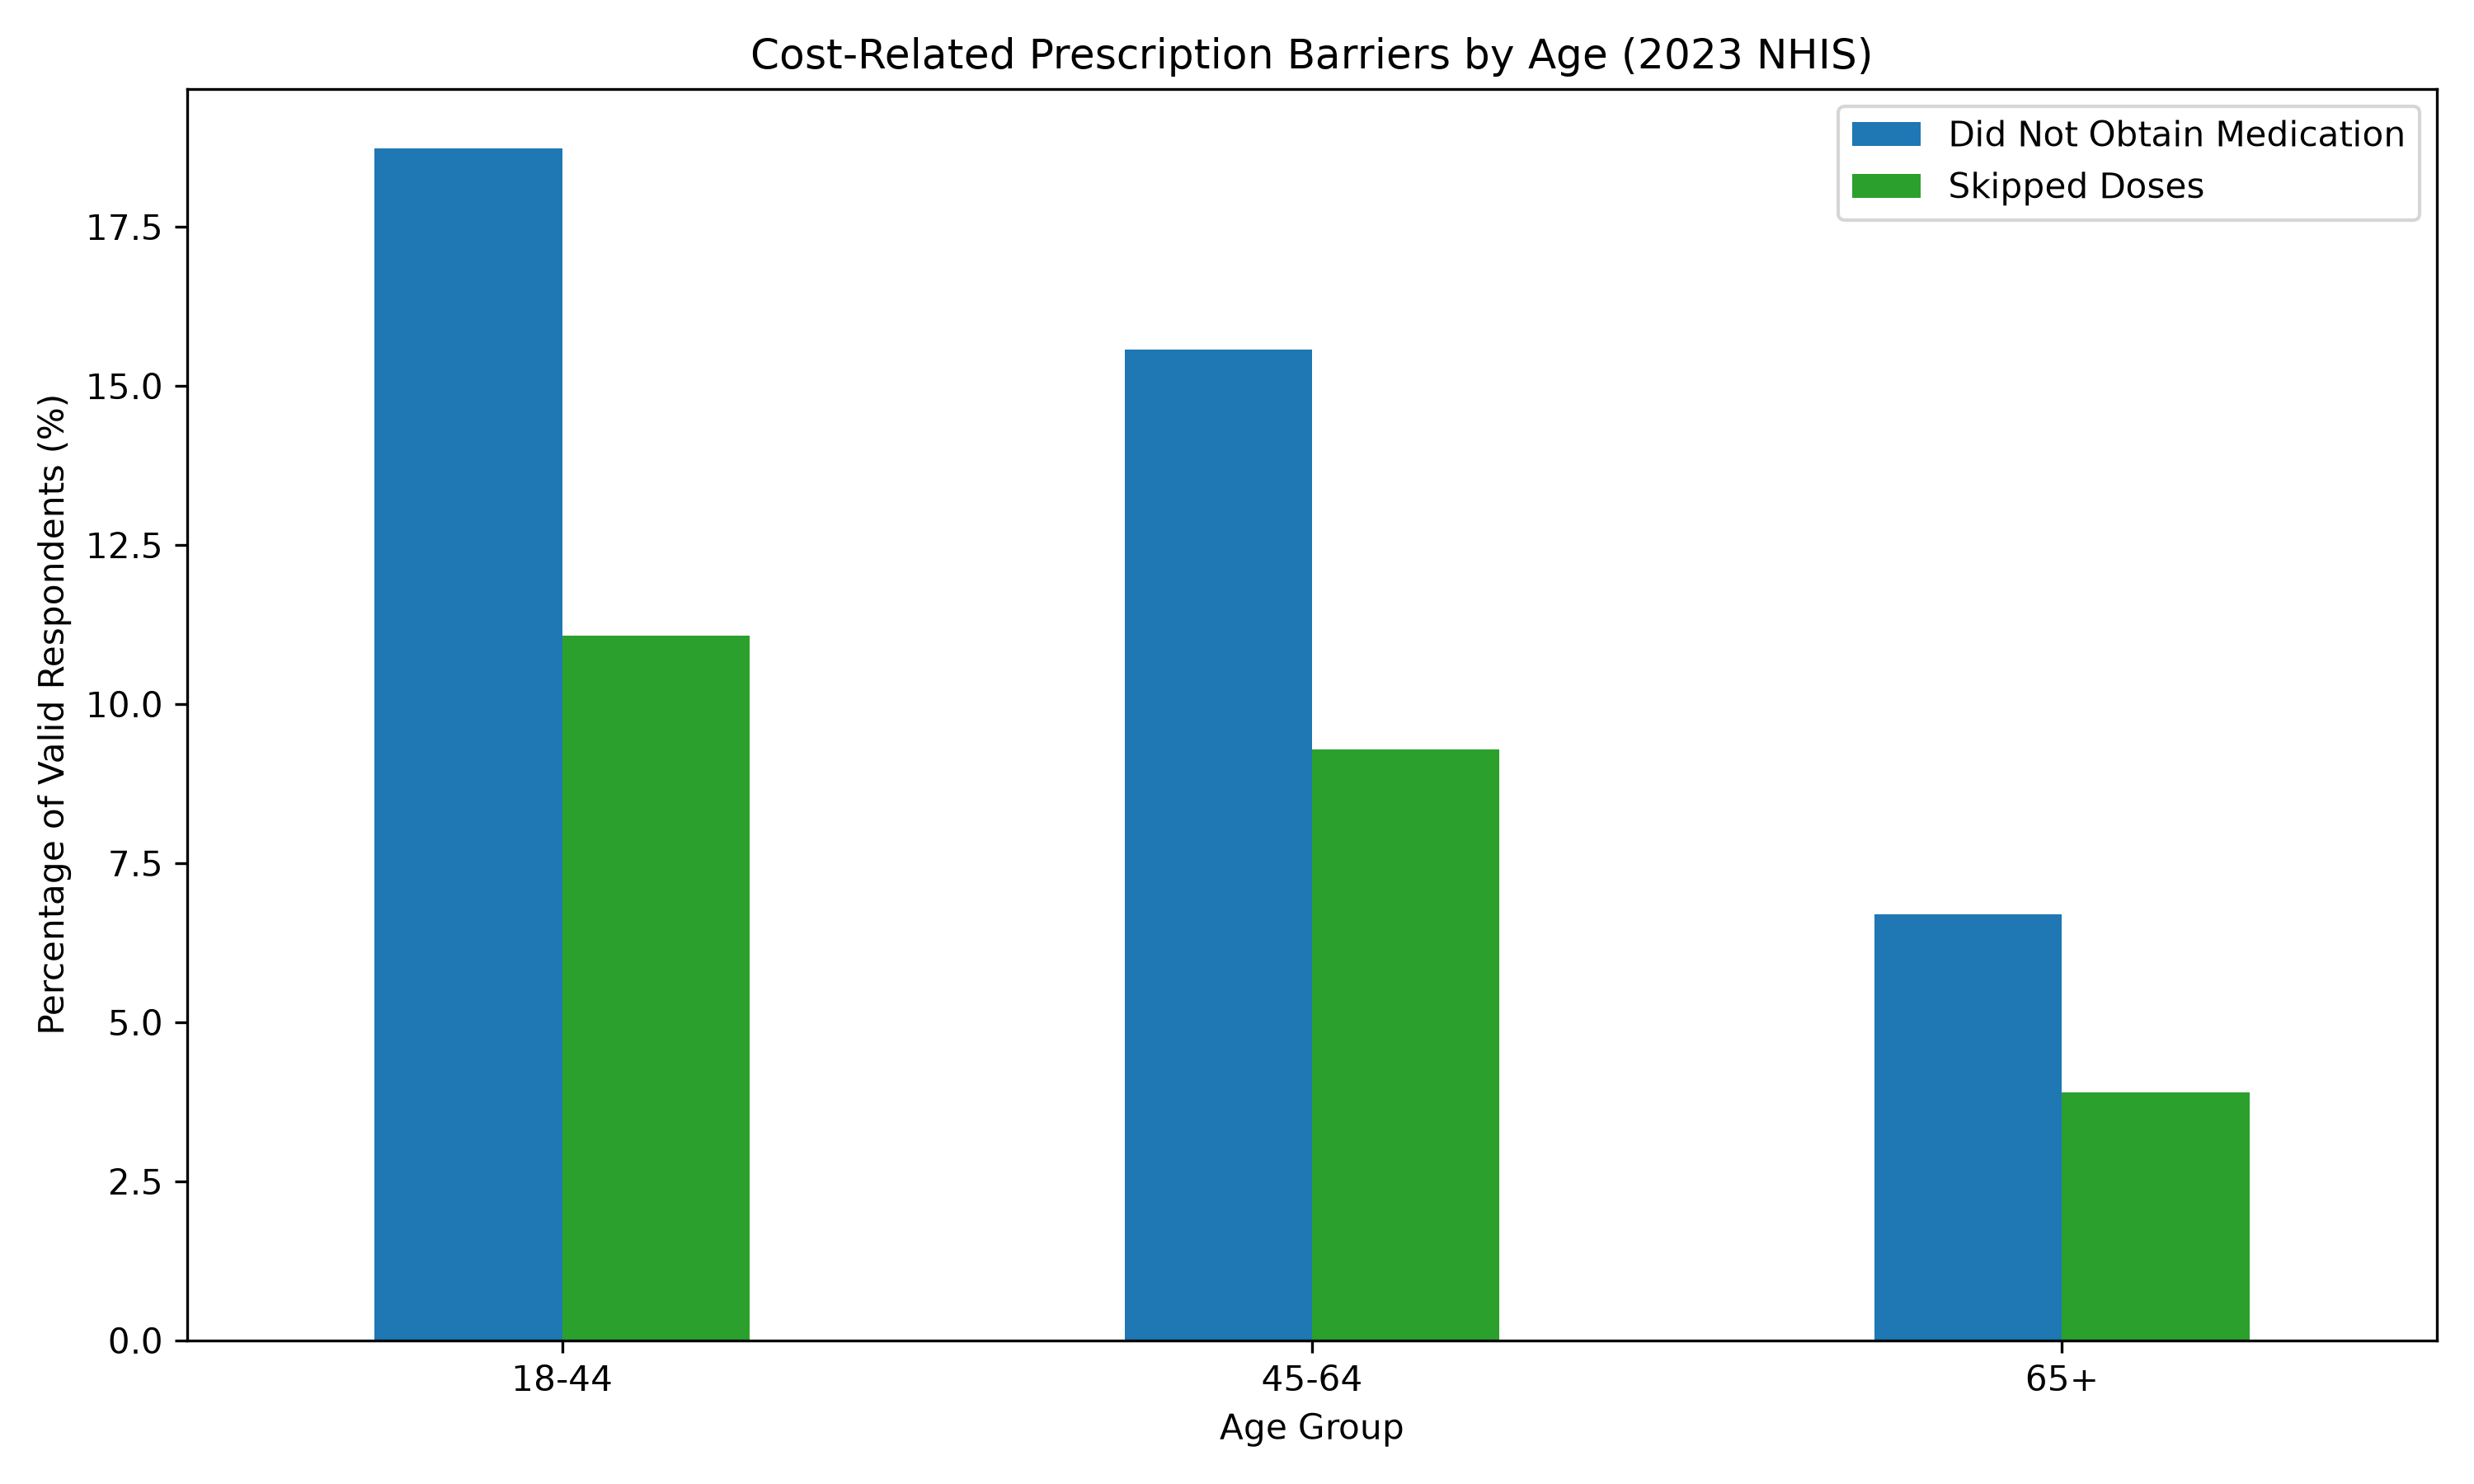 Cost-Related Prescription Barriers by Age (2023 NHIS)
Did Not Obtain Medication
Skipped Doses
Percentage of Valid Respondents (%)
17.5
15.0
12.5
10.0
7.5
5.0
2.5
0.0
18-44
45-64
65+
Age Group